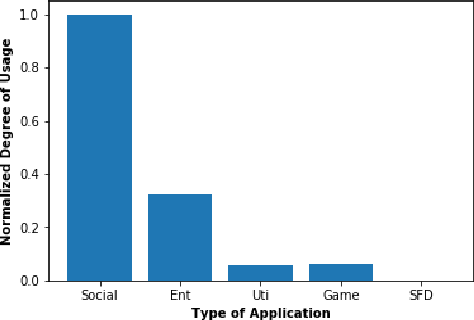 Normalized Degree of Usage
1.0
0.8
0.6
0.4
0.2
0.0
Social Ent Uti Game SFD
Type of Application